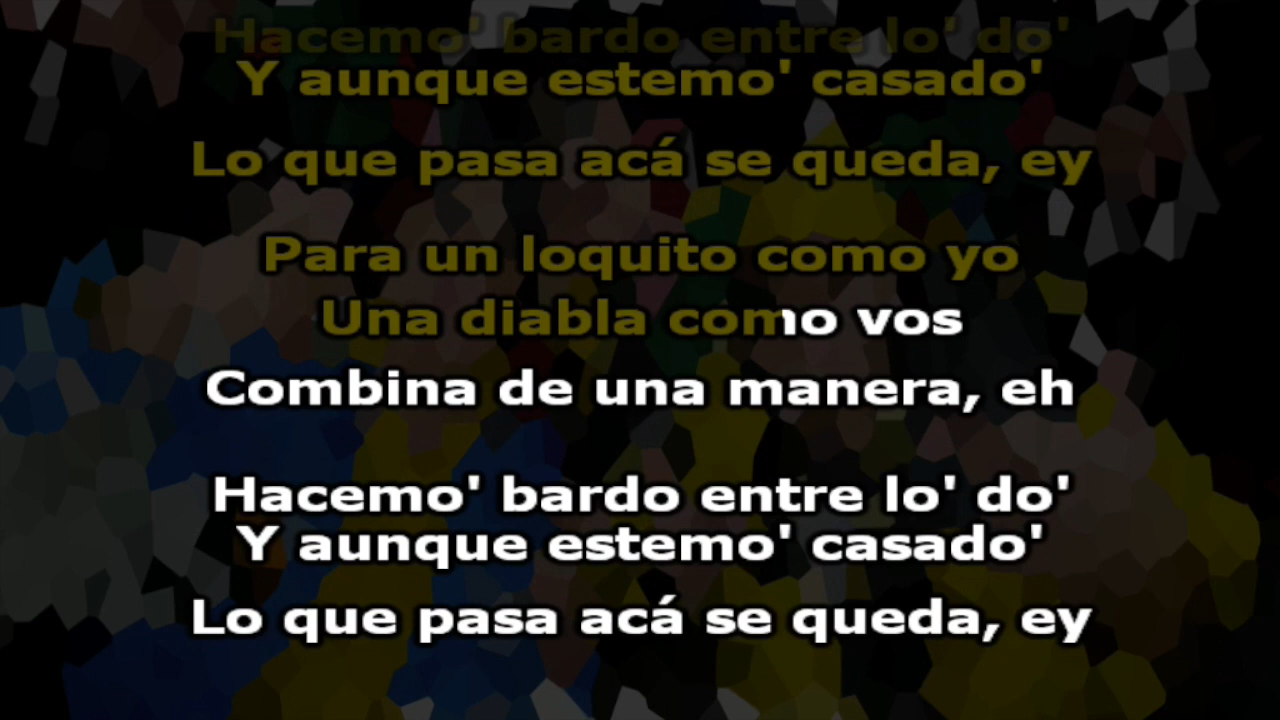 Hacemo' bardo entre lo' do'
Y aunque estemo' casado'
Lo que pasa acá se queda, ey
Para un loquito como yo
Una diabla como vos
Combina de una manera, eh
Hacemo' bardo entre lo' do'
Y aunque estemo' casado'
Lo que pasa acá se queda, ey